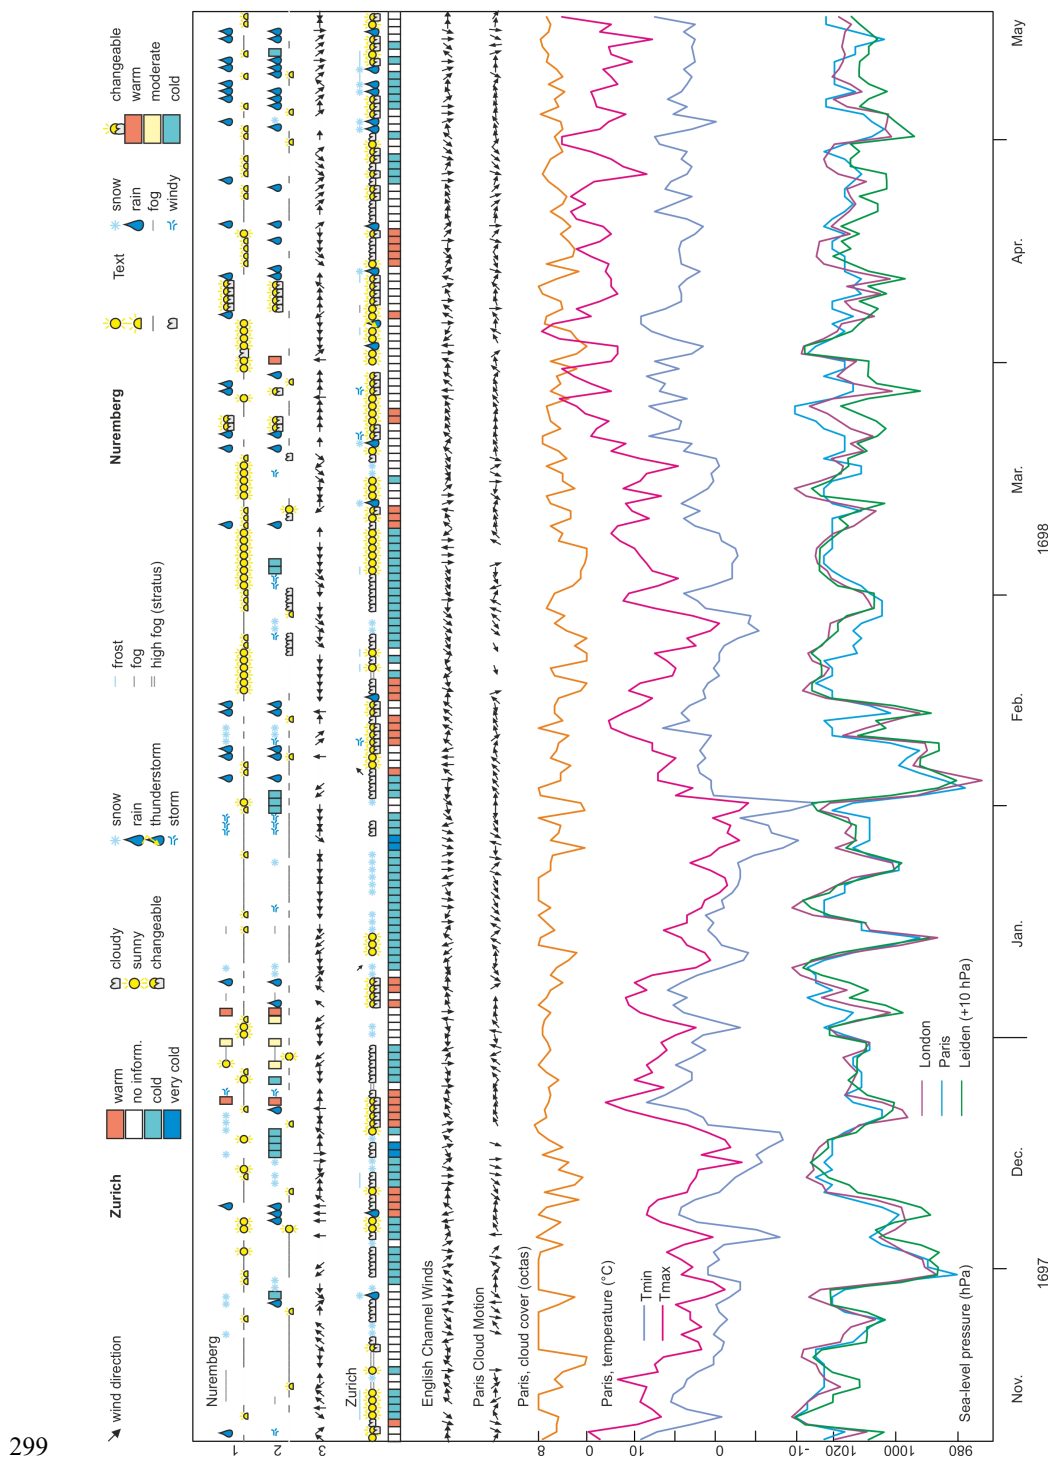 299
wind direction
Zurich
warm
no inform.
cold
very cold
cloudy
sunny
changeable
snow
rain
thunderstorm
storm
frost
fog
high fog (stratus)
Nuremberg
Text
snow
rain
fog
windy
changeable
warm
moderate
cold
Nuremberg
1
2
3
Zurich
English Channel Winds
Paris Cloud Motion
Paris, cloud cover (octas)
8
0
Paris, temperature (°C)
Tmin
Tmax
10
0
-10
Sea-level pressure (hPa)
London
Paris
Leiden (+10 hPa)
1020
1000
980
Nov.
Dec.
Jan.
Feb.
Mar.
Apr.
May
1697
1698